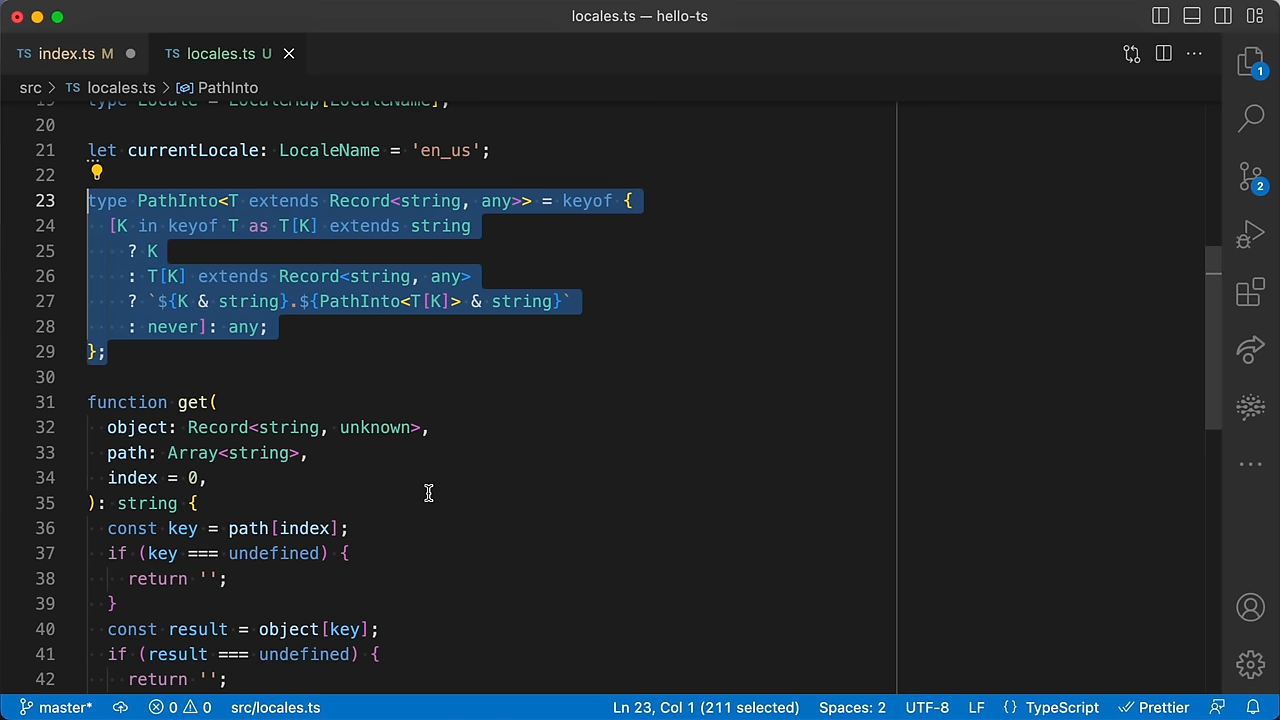 locales.ts — hello-ts
TS index.ts M
TS locales.ts U
src > TS locales.ts > PathInto
19 type Locale = LocaleMap[LocaleName];
20
21 let currentLocale: LocaleName = 'en_us';
22
23 type PathInto<T extends Record<string, any>> = keyof {
24 [K in keyof T as T[K] extends string
25 ? K
26 : T[K] extends Record<string, any>
27 ? `${K & string}.${PathInto<T[K]> & string}`
28 : never]: any;
29 };
30
31 function get(
32 object: Record<string, unknown>,
33 path: Array<string>,
34 index = 0,
35 ): string {
36 const key = path[index];
37 if (key === undefined) {
38 return '';
39 }
40 const result = object[key];
41 if (result === undefined) {
42 return '';
1
2
master* 0 0 src/locales.ts Ln 23, Col 1 (211 selected) Spaces: 2 UTF-8 LF {} TypeScript Prettier